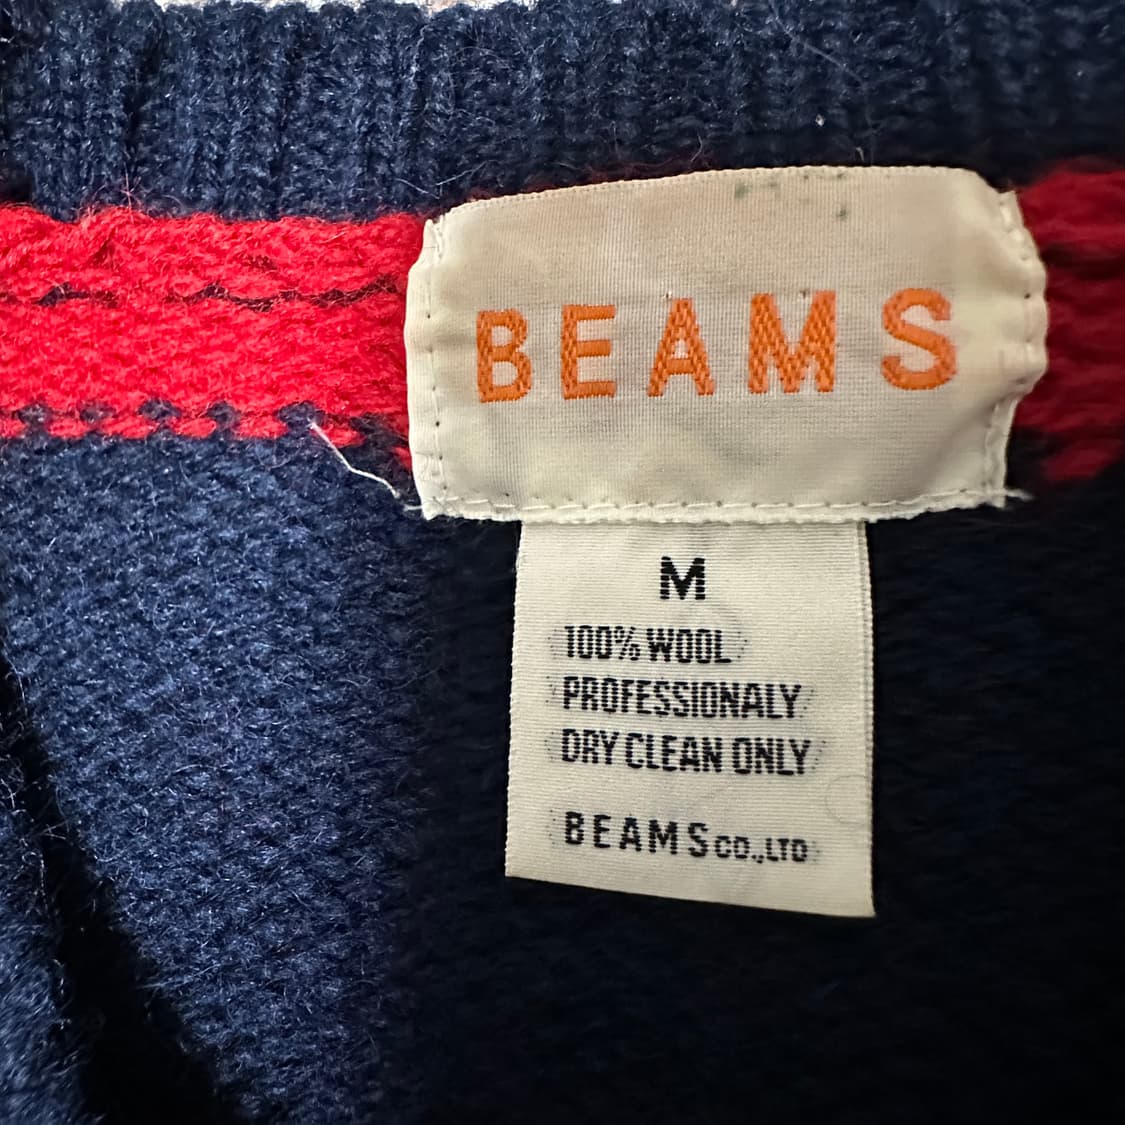 BEAMS
M
100% WOOL
PROFESSIONALY
DRY CLEAN ONLY
BEAMS CO.,LTD